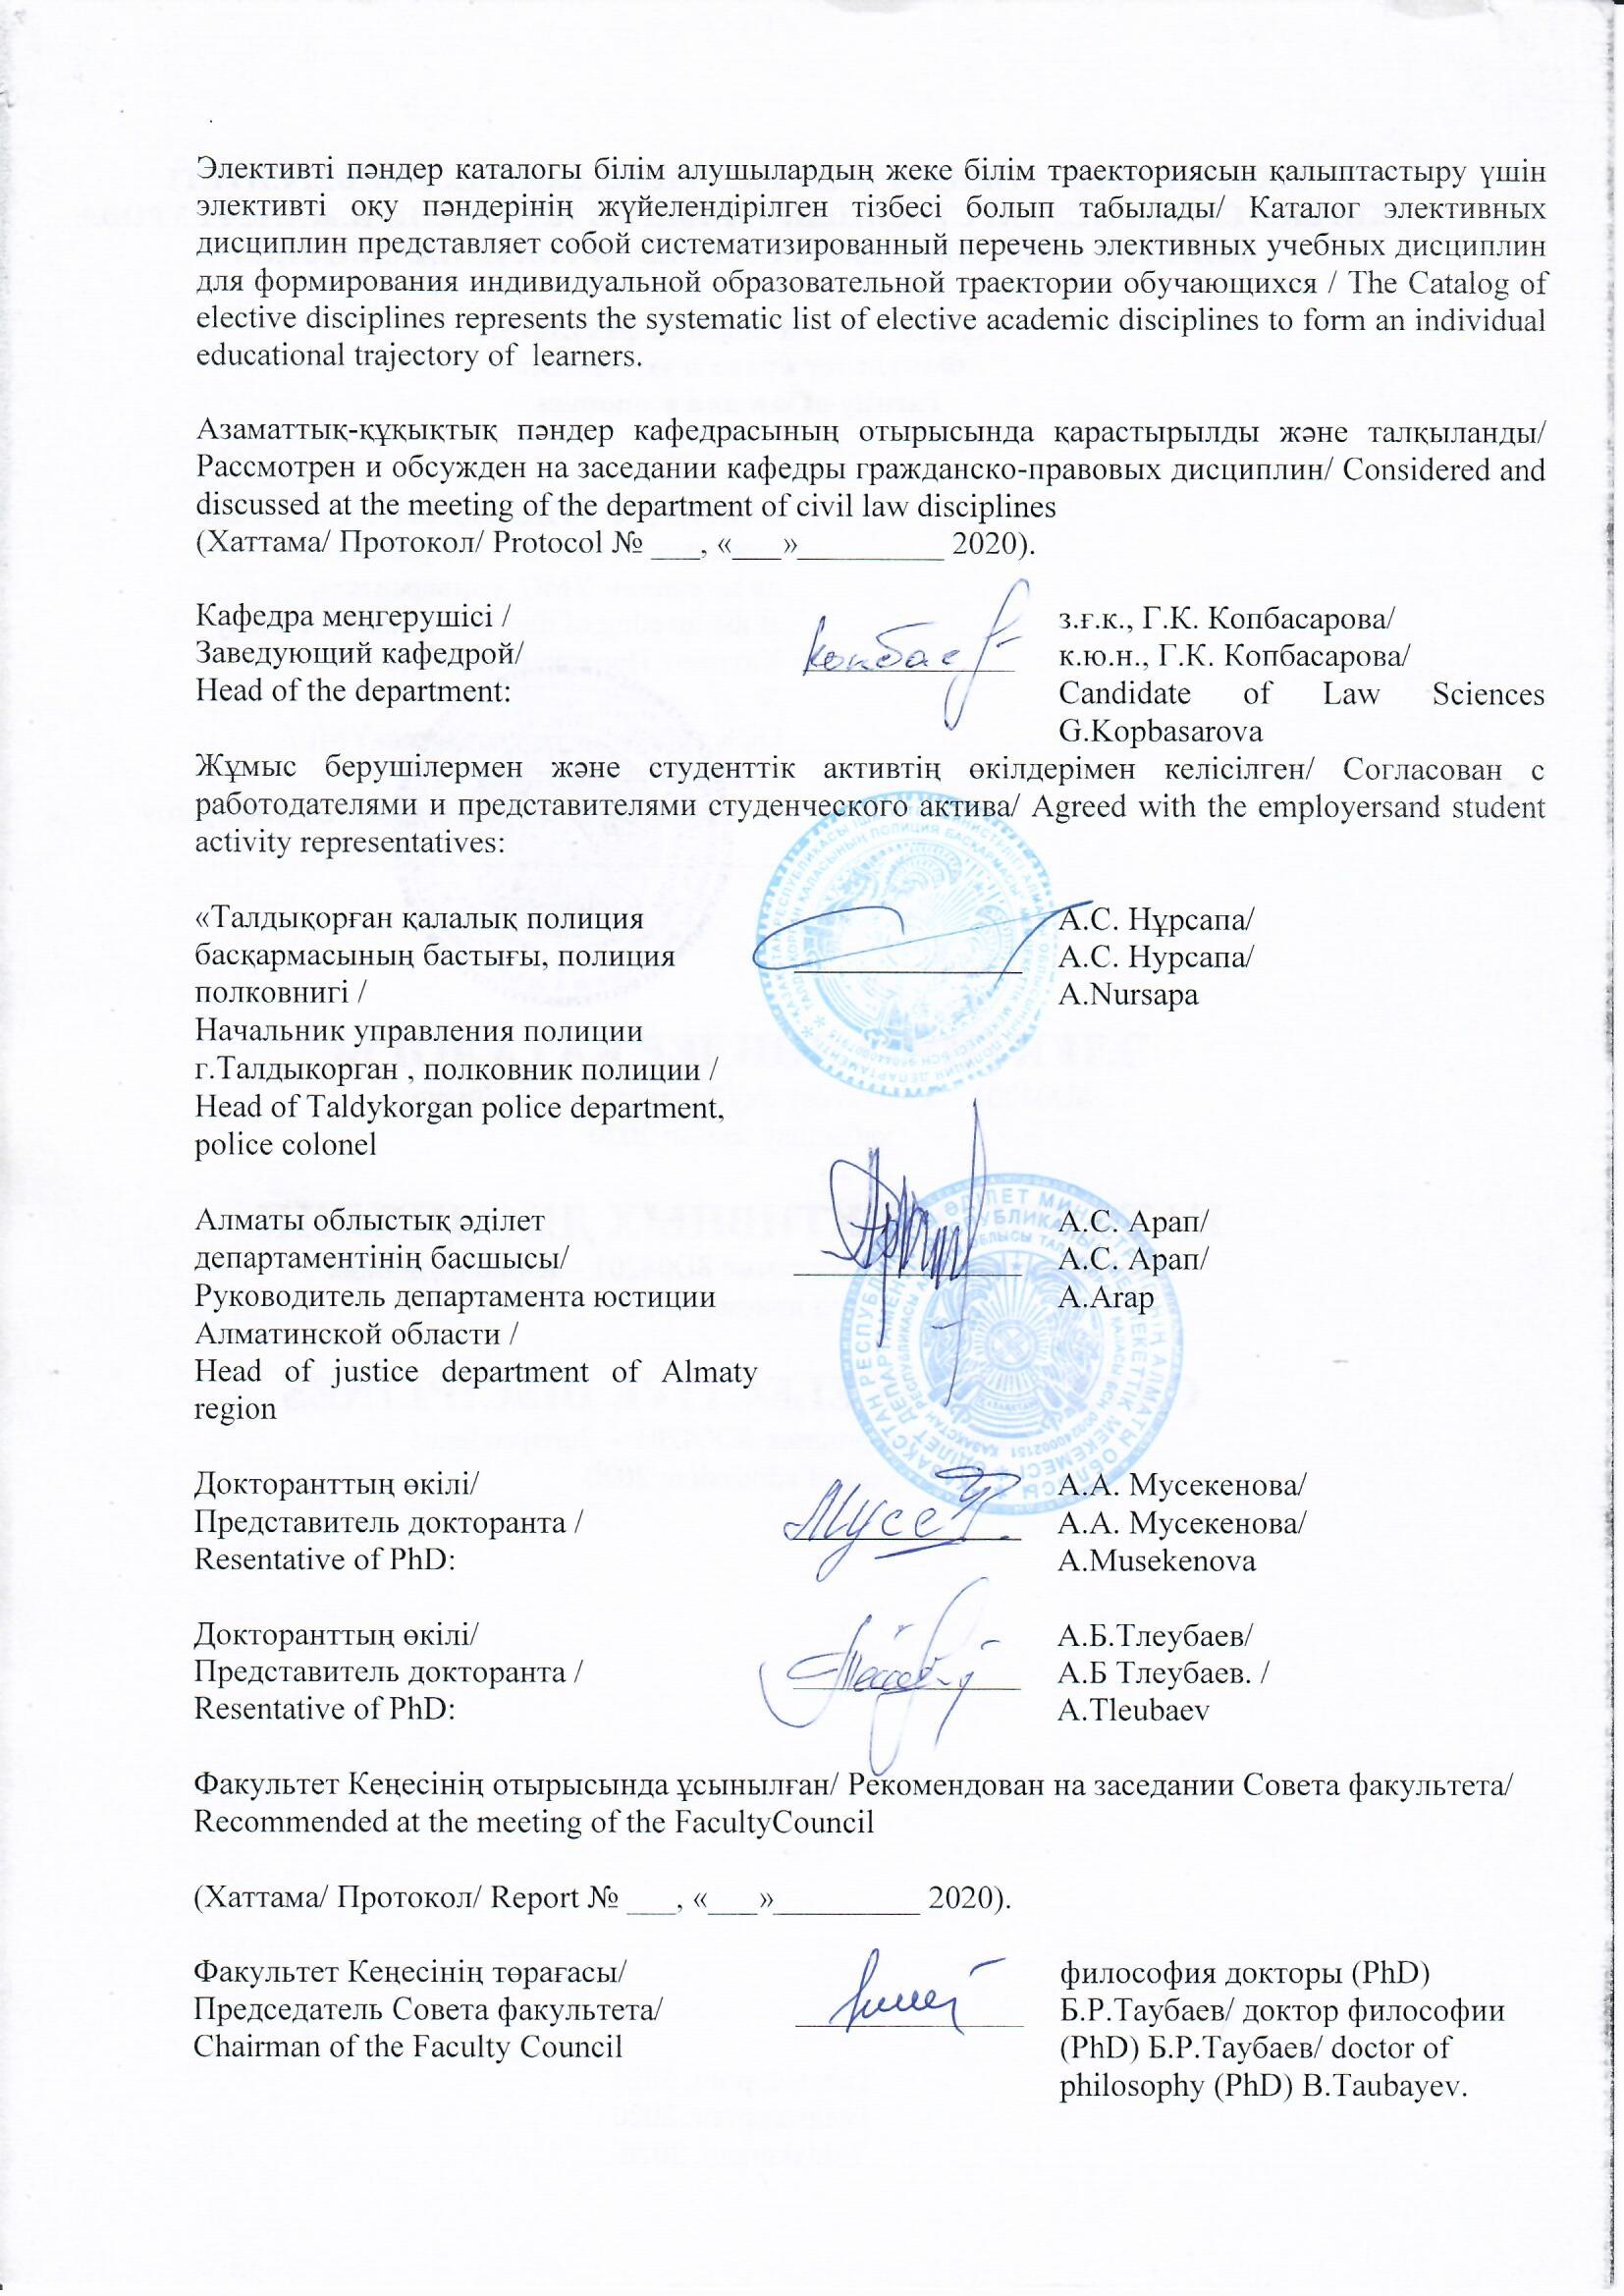 Элективті пәндер каталогы білім алушылардың жеке білім траекториясын қалыптастыру үшін
элективті оқу пәндерінің жүйелендірілген тізбесі болып табылады/ Каталог элективных
дисциплин представляет собой систематизированный перечень элективных учебных дисциплин
для формирования индивидуальной образовательной траектории обучающихся / The Catalog of
elective disciplines represents the systematic list of elective academic disciplines to form an individual
educational trajectory of learners.
Азаматтық-құқықтық пәндер кафедрасының отырысында қарастырылды және талқыланды/
Рассмотрен и обсужден на заседании кафедры гражданско-правовых дисциплин/ Considered and
discussed at the meeting of the department of civil law disciplines
(Хаттама/ Протокол/ Protocol № ___, «___»_________ 2020).
Кафедра меңгерушісі /
Заведующий кафедрой/
Head of the department:
з.ғ.к., Г.К. Копбасарова/
к.ю.н., Г.К. Копбасарова/
Candidate of Law Sciences
G.Kopbasarova
Жұмыс берушілермен және студенттік активтің өкілдерімен келісілген/ Согласован с
работодателями и представителями студенческого актива/ Agreed with the employersand student
activity representatives:
«Талдықорған қалалық полиция
басқармасының бастығы, полиция
полковнигі /
Начальник управления полиции
г.Талдыкорган , полковник полиции /
Head of Taldykorgan police department,
police colonel
А.С. Нұрсапа/
А.С. Нурсапа/
A.Nursapa
Алматы облыстық әділет
департаментінің басшысы/
Руководитель департамента юстиции
Алматинской области /
Head of justice department of Almaty
region
А.С. Арап/
А.С. Арап/
A.Arap
Докторанттың өкілі/
Представитель докторанта /
Resentative of PhD:
А.А. Мусекенова/
А.А. Мусекенова/
A.Musekenova
Докторанттың өкілі/
Представитель докторанта /
Resentative of PhD:
А.Б.Тлеубаев/
А.Б Тлеубаев. /
A.Tleubaev
Факультет Кеңесінің отырысында ұсынылған/ Рекомендован на заседании Совета факультета/
Recommended at the meeting of the FacultyCouncil
(Хаттама/ Протокол/ Report № ___, «___»_________ 2020).
Факультет Кеңесінің төрағасы/
Председатель Совета факультета/
Chairman of the Faculty Council
философия докторы (PhD)
Б.Р.Таубаев/ доктор философии
(PhD) Б.Р.Таубаев/ doctor of
philosophy (PhD) B.Taubayev.